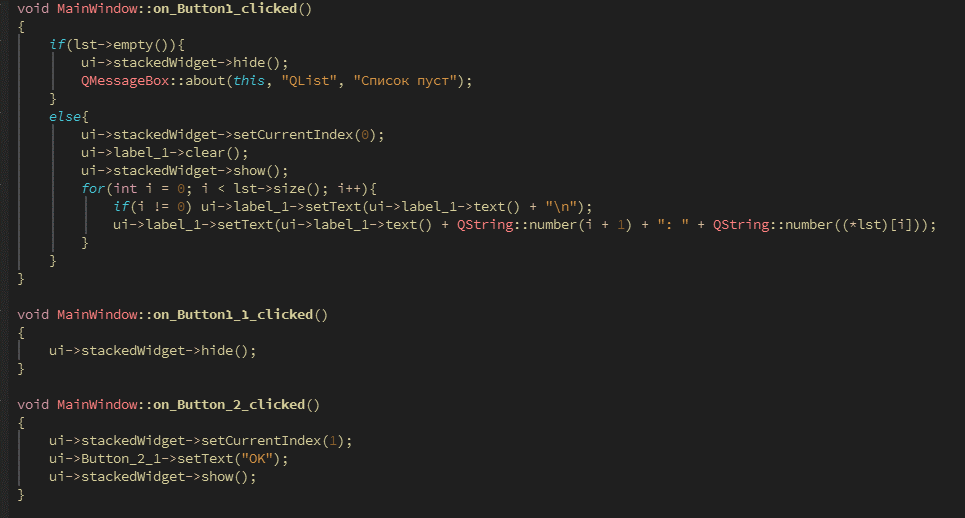 void MainWindow::on_Button1_clicked()
{
    if(lst->empty()){
        ui->stackedWidget->hide();
        QMessageBox::about(this, "QList", "Список пуст");
    }
    else{
        ui->stackedWidget->setCurrentIndex(0);
        ui->label_1->clear();
        ui->stackedWidget->show();
        for(int i = 0; i < lst->size(); i++){
            if(i != 0) ui->label_1->setText(ui->label_1->text() + "\n");
            ui->label_1->setText(ui->label_1->text() + QString::number(i + 1) + ": " + QString::number((*lst)[i]));
        }
    }
}
void MainWindow::on_Button1_1_clicked()
{
    ui->stackedWidget->hide();
}
void MainWindow::on_Button_2_clicked()
{
    ui->stackedWidget->setCurrentIndex(1);
    ui->Button_2_1->setText("OK");
    ui->stackedWidget->show();
}